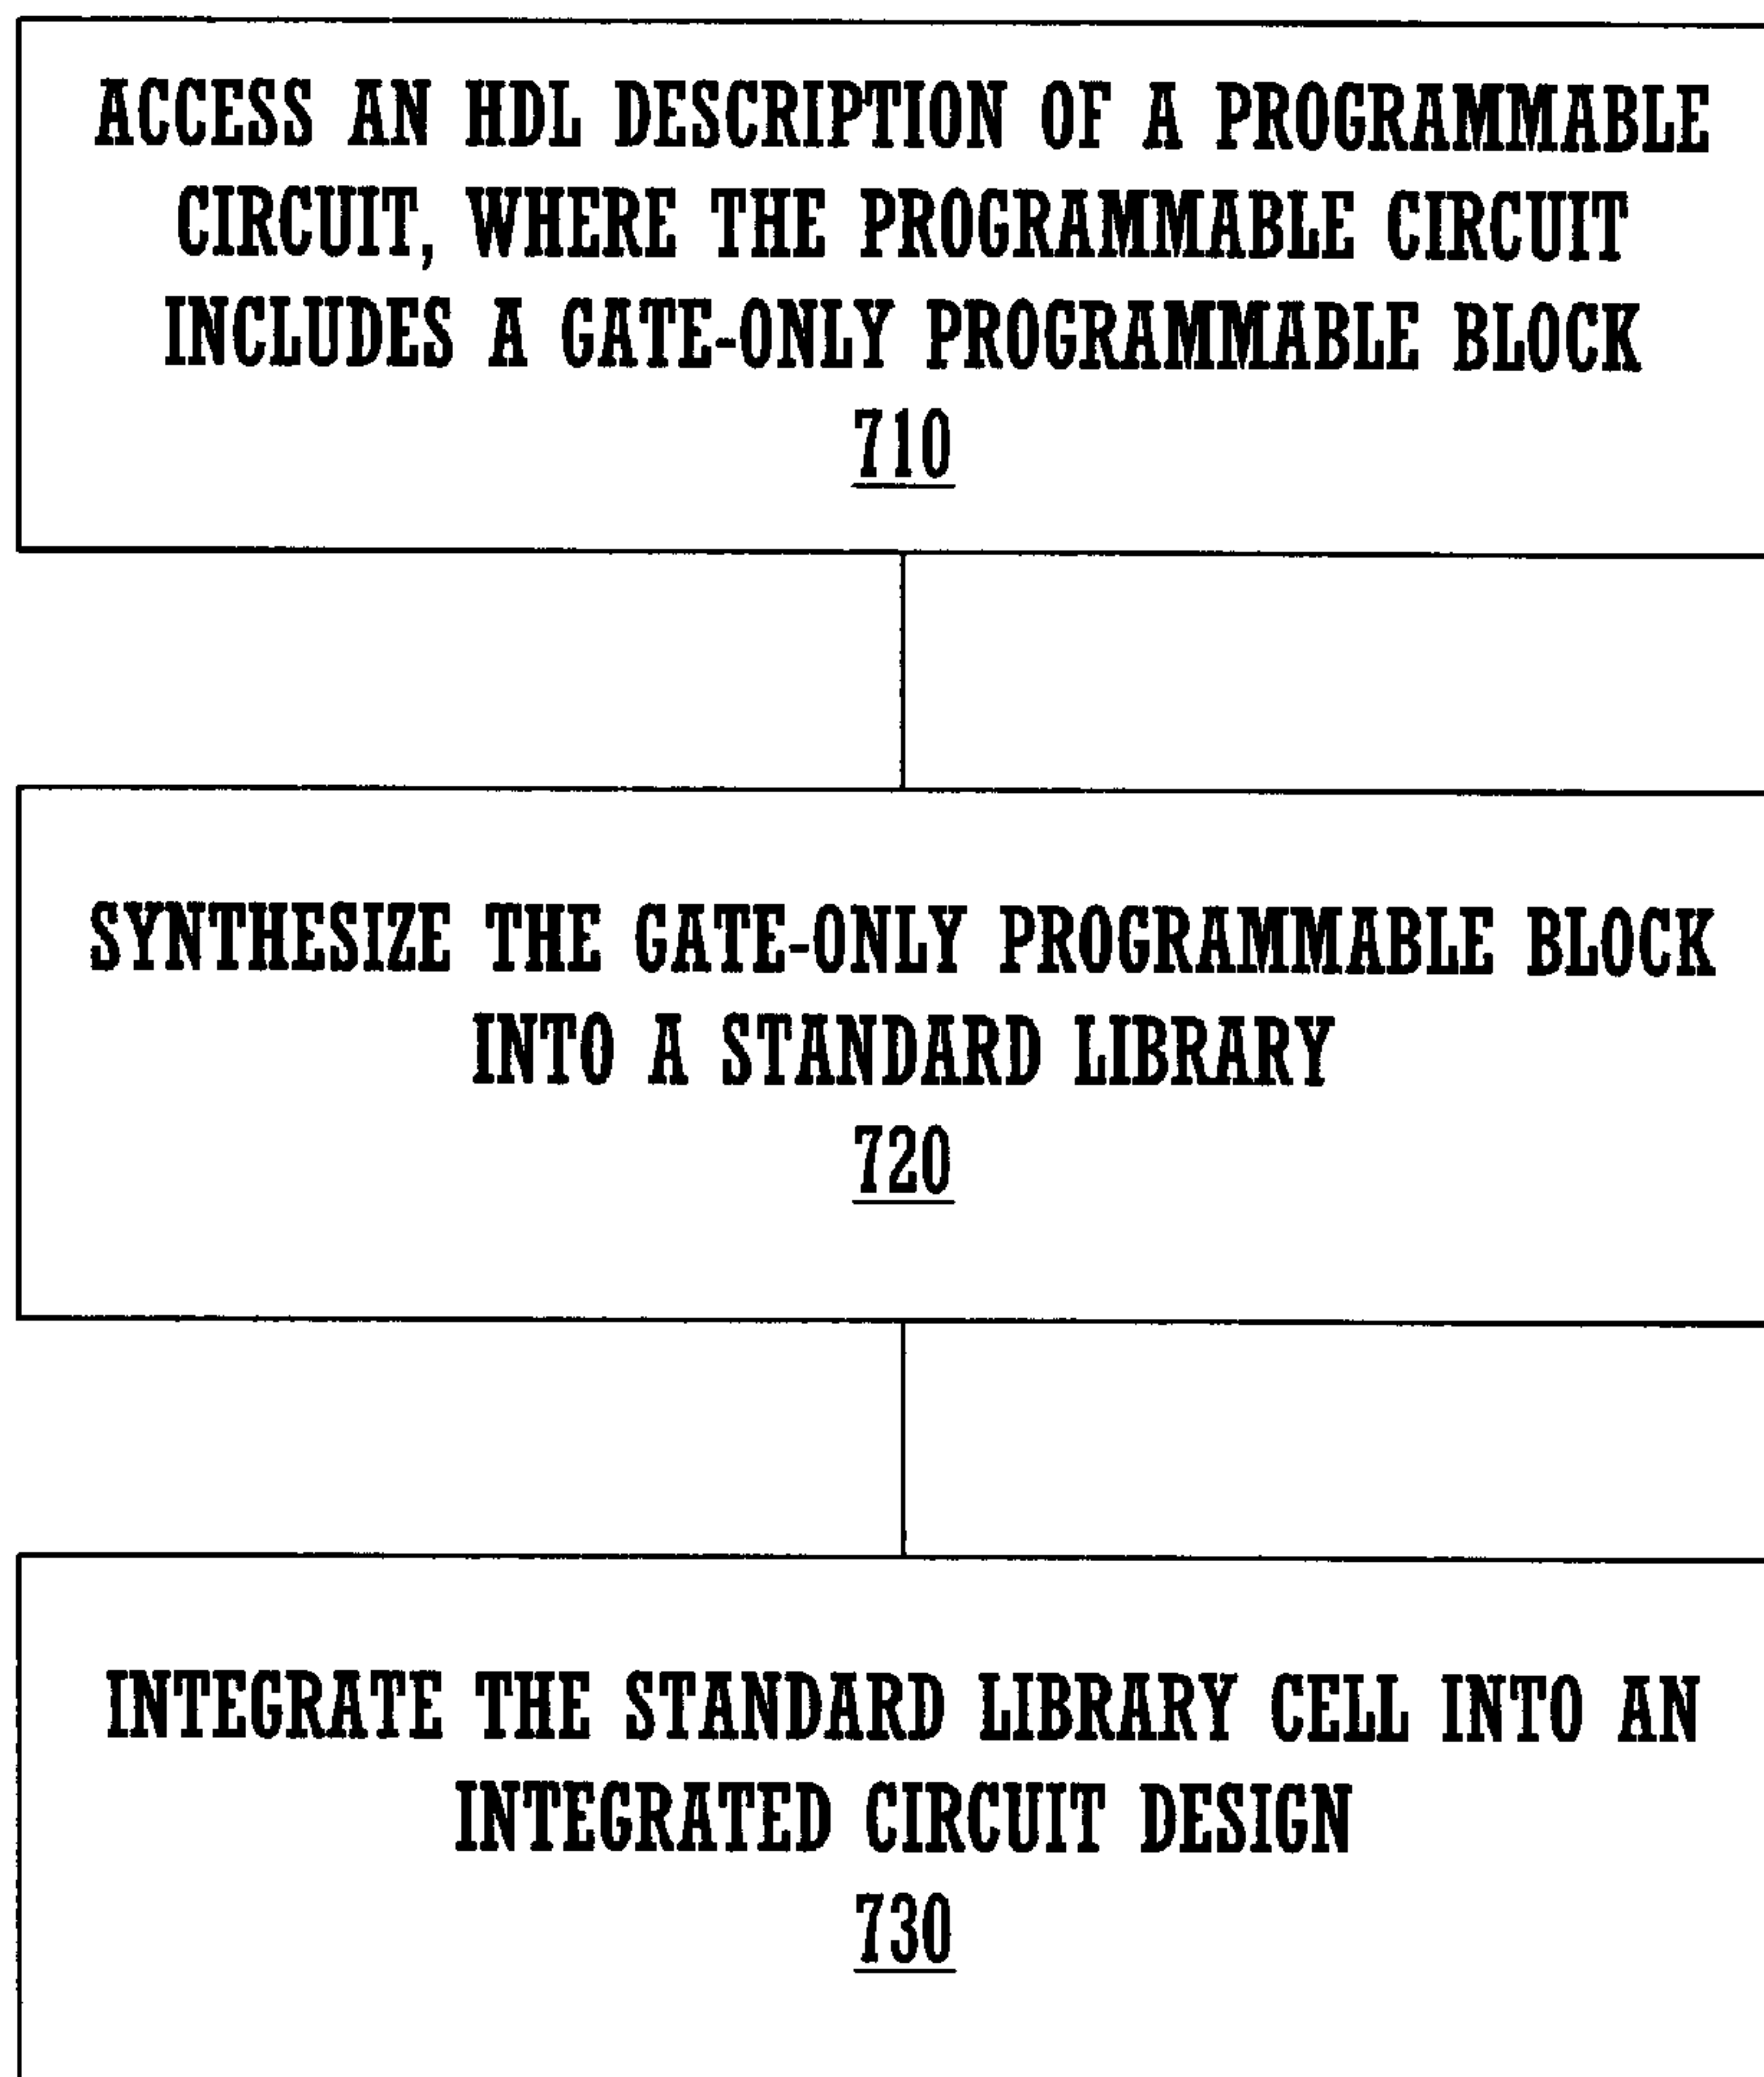 ACCESS AN HDL DESCRIPTION OF A PROGRAMMABLE
CIRCUIT, WHERE THE PROGRAMMABLE CIRCUIT
INCLUDES A GATE-ONLY PROGRAMMABLE BLOCK
710
SYNTHESIZE THE GATE-ONLY PROGRAMMABLE BLOCK
INTO A STANDARD LIBRARY
720
INTEGRATE THE STANDARD LIBRARY CELL INTO AN
INTEGRATED CIRCUIT DESIGN
730